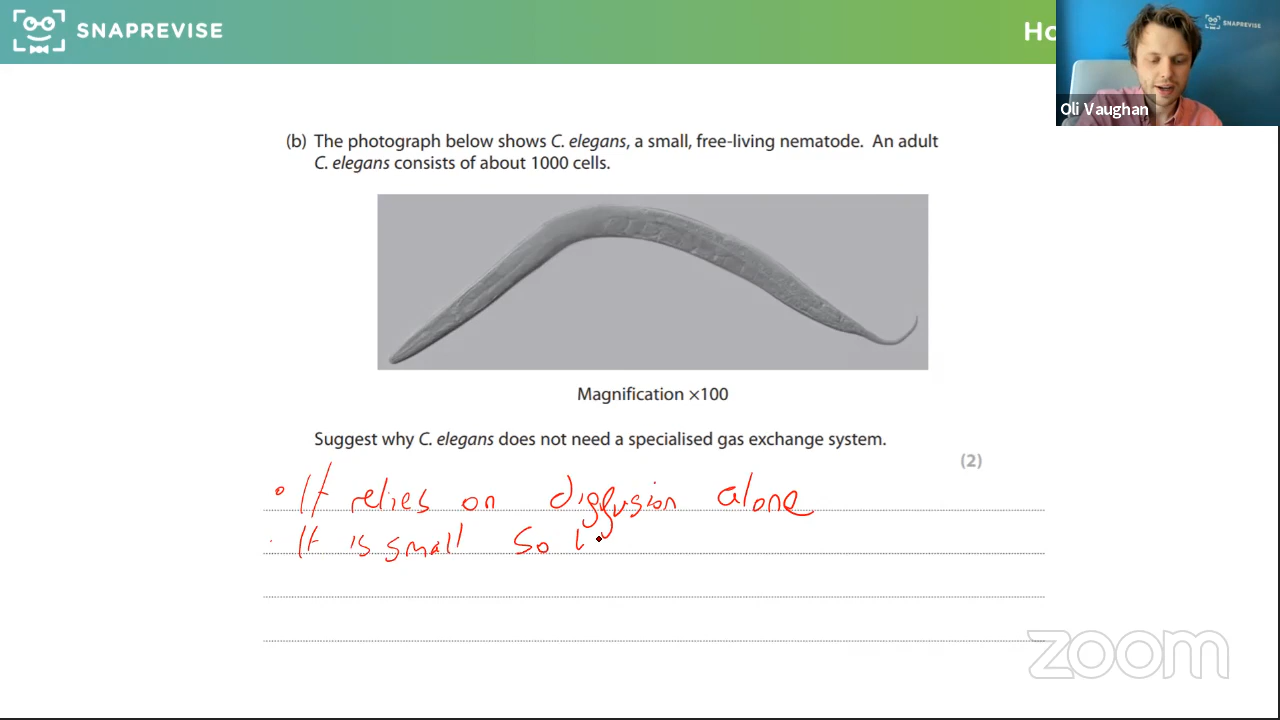 SNAPREVISE
Ho
SNAPREVISE
Oli Vaughan
(b) The photograph below shows C. elegans, a small, free-living nematode. An adult
C. elegans consists of about 1000 cells.
Magnification ×100
Suggest why C. elegans does not need a specialised gas exchange system.
(2)
• It relies on diffusion alone
• It is small so
zoom